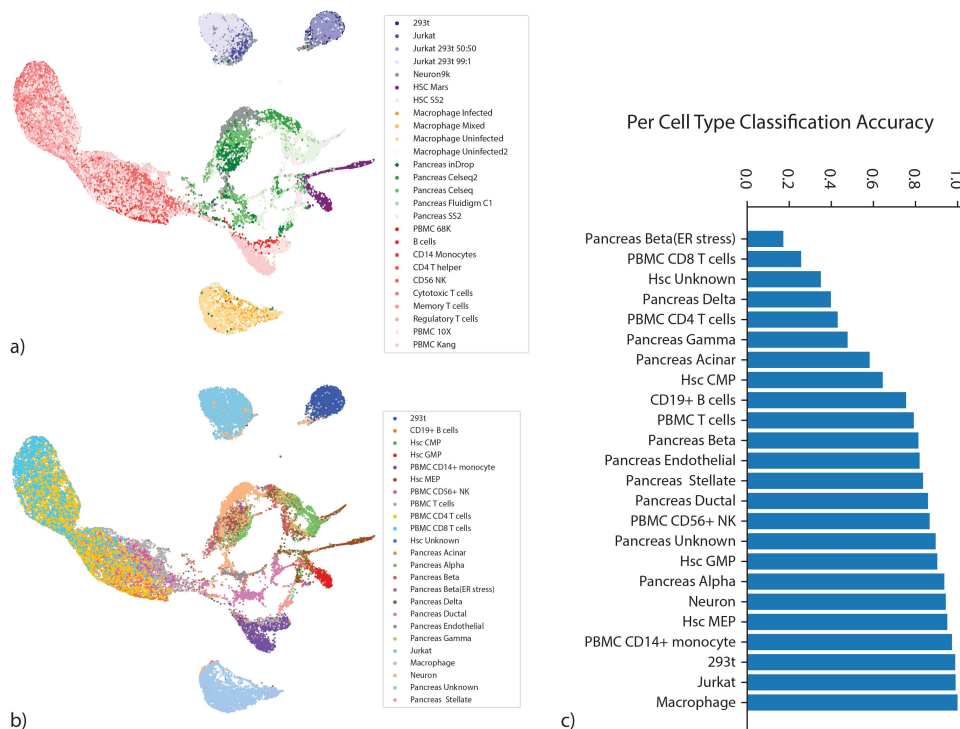 293t
Jurkat
Jurkat 293t 50:50
Jurkat 293t 99:1
Neuron9k
HSC Mars
HSC SS2
Macrophage Infected
Macrophage Mixed
Macrophage Uninfected
Macrophage Uninfected2
Pancreas inDrop
Pancreas Celseq2
Pancreas Celseq
Pancreas Fluidigm C1
Pancreas SS2
PBMC 68K
B cells
CD14 Monocytes
CD4 T helper
CD56 NK
Cytotoxic T cells
Memory T cells
Regulatory T cells
PBMC 10X
PBMC Kang
a)
293t
CD19+ B cells
Hsc CMP
Hsc GMP
PBMC CD14+ monocyte
Hsc MEP
PBMC CD56+ NK
PBMC T cells
PBMC CD4 T cells
PBMC CD8 T cells
Hsc Unknown
Pancreas Acinar
Pancreas Alpha
Pancreas Beta
Pancreas Beta(ER stress)
Pancreas Delta
Pancreas Ductal
Pancreas Endothelial
Pancreas Gamma
Jurkat
Macrophage
Neuron
Pancreas Unknown
Pancreas Stellate
b)
Per Cell Type Classification Accuracy
0.0 0.2 0.4 0.6 0.8 1.0
Pancreas Beta(ER stress)
PBMC CD8 T cells
Hsc Unknown
Pancreas Delta
PBMC CD4 T cells
Pancreas Gamma
Pancreas Acinar
Hsc CMP
CD19+ B cells
PBMC T cells
Pancreas Beta
Pancreas Endothelial
Pancreas Stellate
Pancreas Ductal
PBMC CD56+ NK
Pancreas Unknown
Hsc GMP
Pancreas Alpha
Neuron
Hsc MEP
PBMC CD14+ monocyte
293t
Jurkat
Macrophage
c)